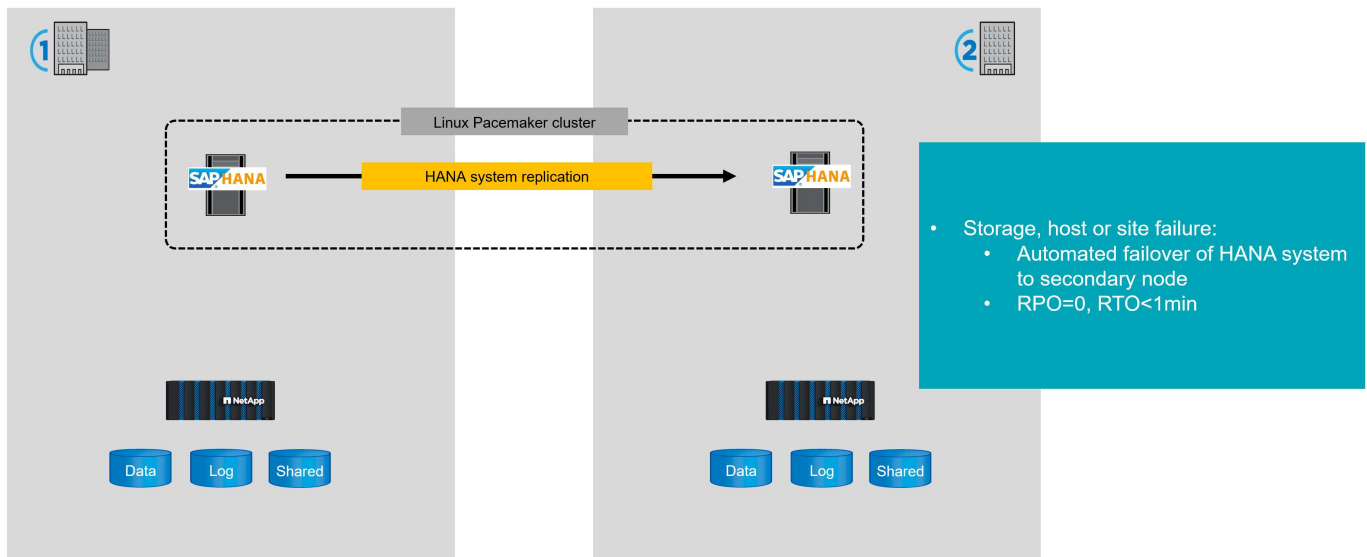 1
2
Linux Pacemaker cluster
SAP HANA
HANA system replication
SAP HANA
• Storage, host or site failure:
• Automated failover of HANA system
to secondary node
• RPO=0, RTO<1min
NetApp
NetApp
Data
Log
Shared
Data
Log
Shared